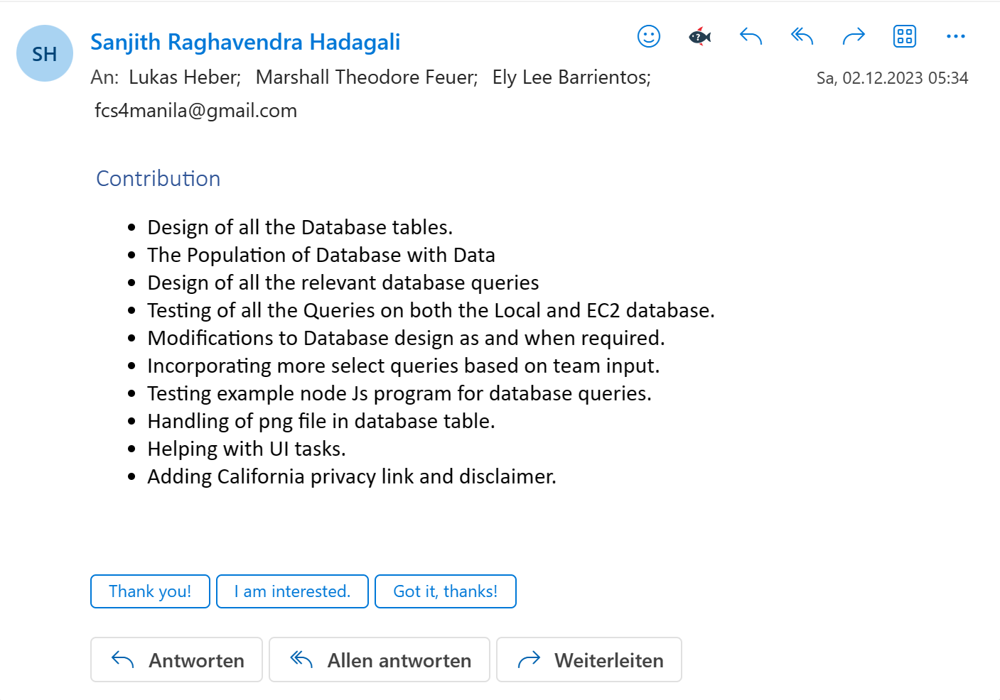 SH
Sanjith Raghavendra Hadagali
An: Lukas Heber; Marshall Theodore Feuer; Ely Lee Barrientos;
fcs4manila@gmail.com
Sa, 02.12.2023 05:34
Contribution
• Design of all the Database tables.
• The Population of Database with Data
• Design of all the relevant database queries
• Testing of all the Queries on both the Local and EC2 database.
• Modifications to Database design as and when required.
• Incorporating more select queries based on team input.
• Testing example node Js program for database queries.
• Handling of png file in database table.
• Helping with UI tasks.
• Adding California privacy link and disclaimer.
Thank you!
I am interested.
Got it, thanks!
Antworten
Allen antworten
Weiterleiten